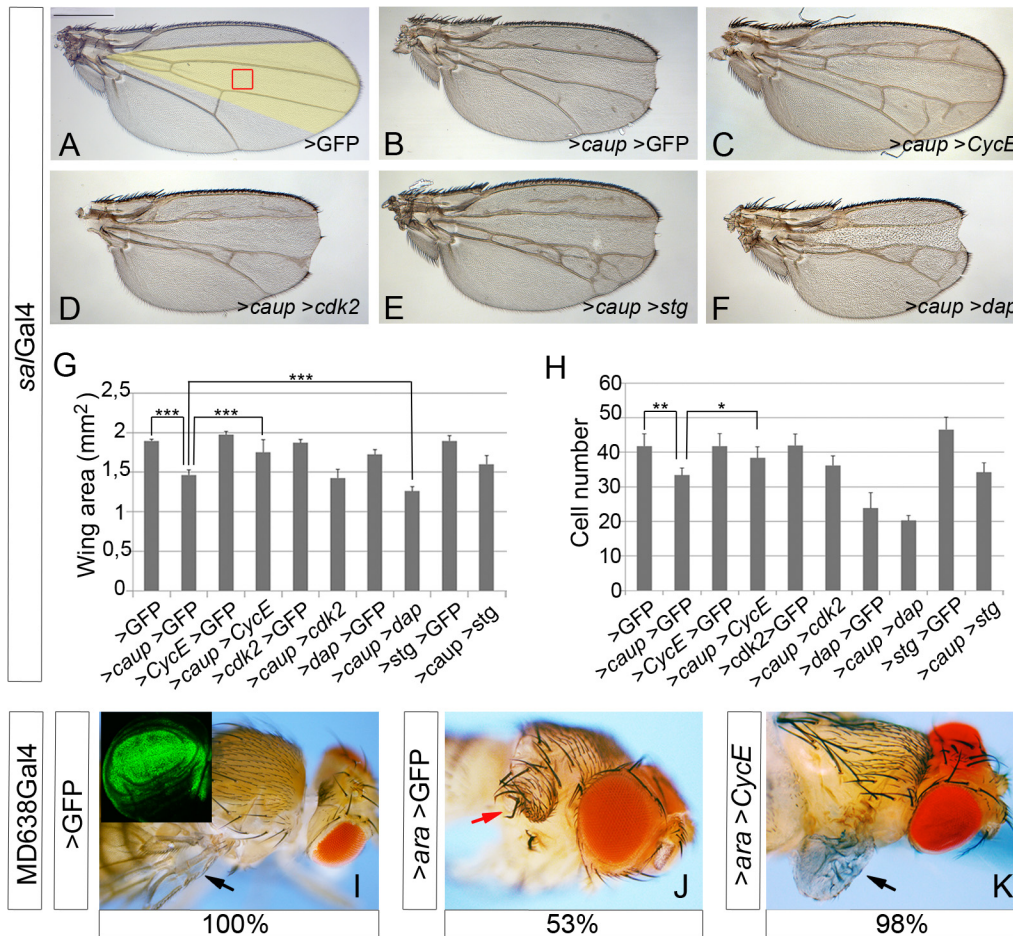 salGal4
A
>GFP
B
>caup >GFP
C
>caup >CycE
D
>caup >cdk2
E
>caup >stg
F
>caup >dap
G
Wing area (mm²)
2,5
2
1.5
1
0,5
0
***
***
***
>GFP
>caup >GFP
>CycE >GFP
>caup >CycE
>cdk2 >GFP
>caup >cdk2
>dap >GFP
>caup >dap
>stg >GFP
>caup >stg
H
Cell number
60
50
40
30
20
10
0
**
*
>GFP
>caup >GFP
>CycE >GFP
>caup >CycE
>cdk2>GFP
>caup >cdk2
>dap >GFP
>caup >dap
>stg >GFP
>caup >stg
MD638Gal4
>GFP
I
100%
>ara >GFP
J
53%
>ara >CycE
K
98%